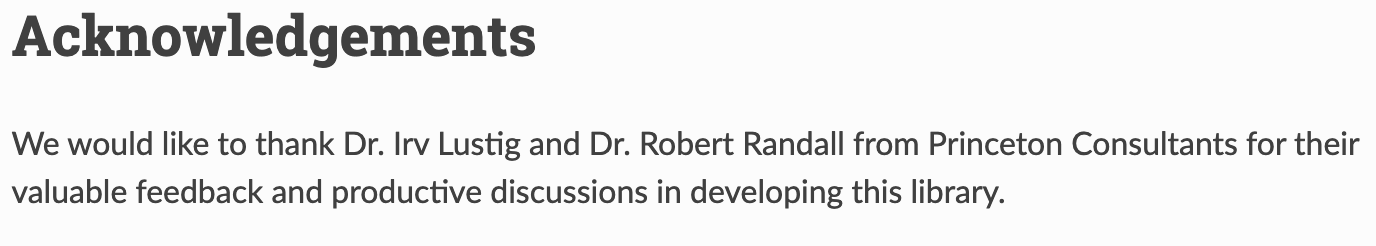 Acknowledgements
We would like to thank Dr. Irv Lustig and Dr. Robert Randall from Princeton Consultants for their
valuable feedback and productive discussions in developing this library.